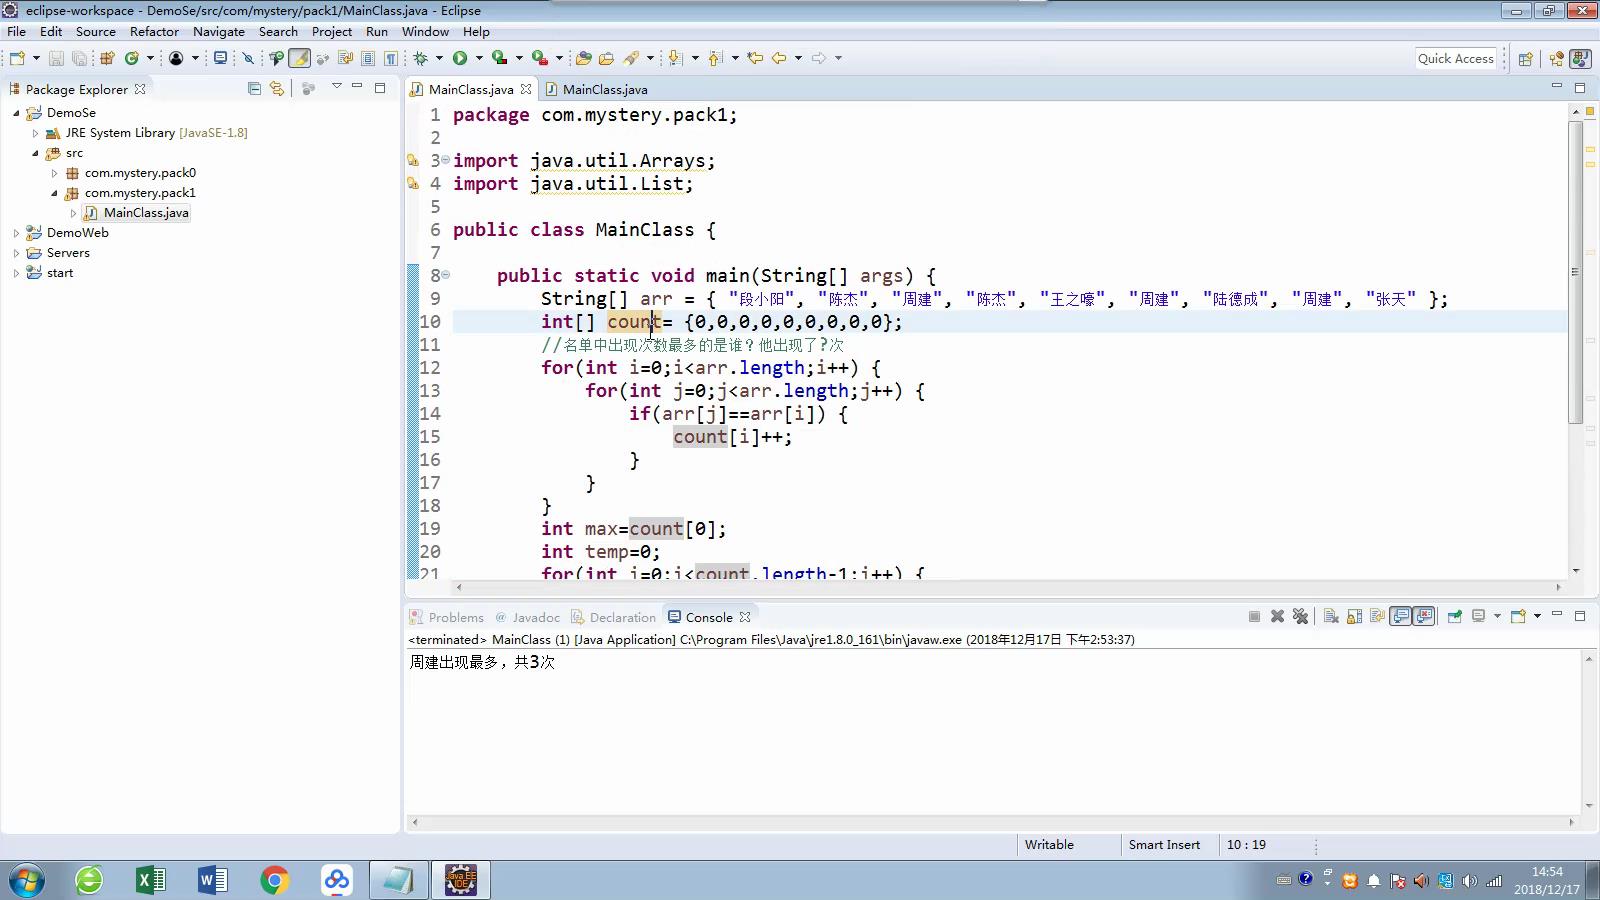 eclipse-workspace - DemoSe/src/com/mystery/pack1/MainClass.java - Eclipse
File Edit Source Refactor Navigate Search Project Run Window Help
Quick Access
Package Explorer
DemoSe
JRE System Library [JavaSE-1.8]
src
com.mystery.pack0
com.mystery.pack1
MainClass.java
DemoWeb
Servers
start
MainClass.java MainClass.java
1 package com.mystery.pack1;
2
3 import java.util.Arrays;
4 import java.util.List;
5
6 public class MainClass {
7
8 public static void main(String[] args) {
9 String[] arr = { "段小阳", "陈杰", "周建", "陈杰", "王之嚎", "周建", "陆德成", "周建", "张天" };
10 int[] count= {0,0,0,0,0,0,0,0,0};
11 //名单中出现次数最多的是谁？他出现了?次
12 for(int i=0;i<arr.length;i++) {
13 for(int j=0;j<arr.length;j++) {
14 if(arr[j]==arr[i]) {
15 count[i]++;
16 }
17 }
18 }
19 int max=count[0];
20 int temp=0;
21 for(int i=0;i<count.length-1;i++) {
Problems Javadoc Declaration Console
<terminated> MainClass (1) [Java Application] C:\Program Files\Java\jre1.8.0_161\bin\javaw.exe (2018年12月17日 下午2:53:37)
周建出现最多，共3次
Writable Smart Insert 10 : 19
Java EE IDE
14:54
2018/12/17